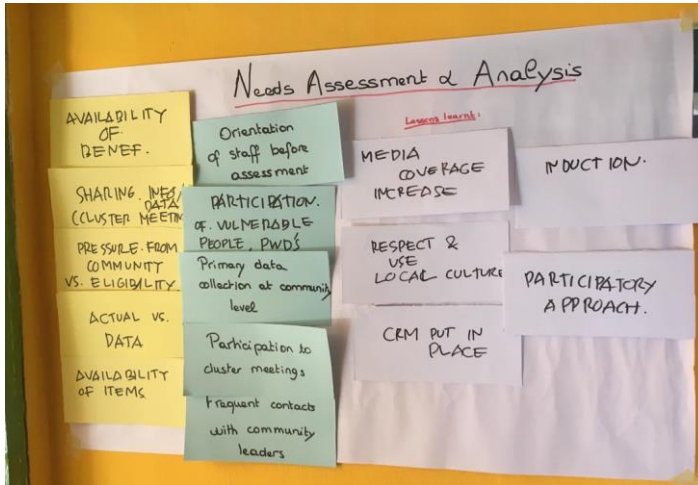 Needs Assessment & Analysis
AVAILABILITY
OF
BENEF.
SHARING INFO/
DATA
(CLUSTER MEETIN
PRESSURE FROM
COMMUNITY
VS. ELIGIBILITY
ACTUAL VS.
DATA
AVAILABILITY
OF ITEMS
Orientation
of staff before
assessment
PARTICIPATION
OF VULNERABLE
PEOPLE, PWD'S
Primary data
collection at community
level
Participation to
cluster meetings
Frequent contacts
with community
leaders
Lessons learnt:
MEDIA
COVERAGE
INCREASE
RESPECT &
USE
LOCAL CULTURE
CRM PUT IN
PLACE
INDUCTION.
PARTICIPATORY
APPROACH.